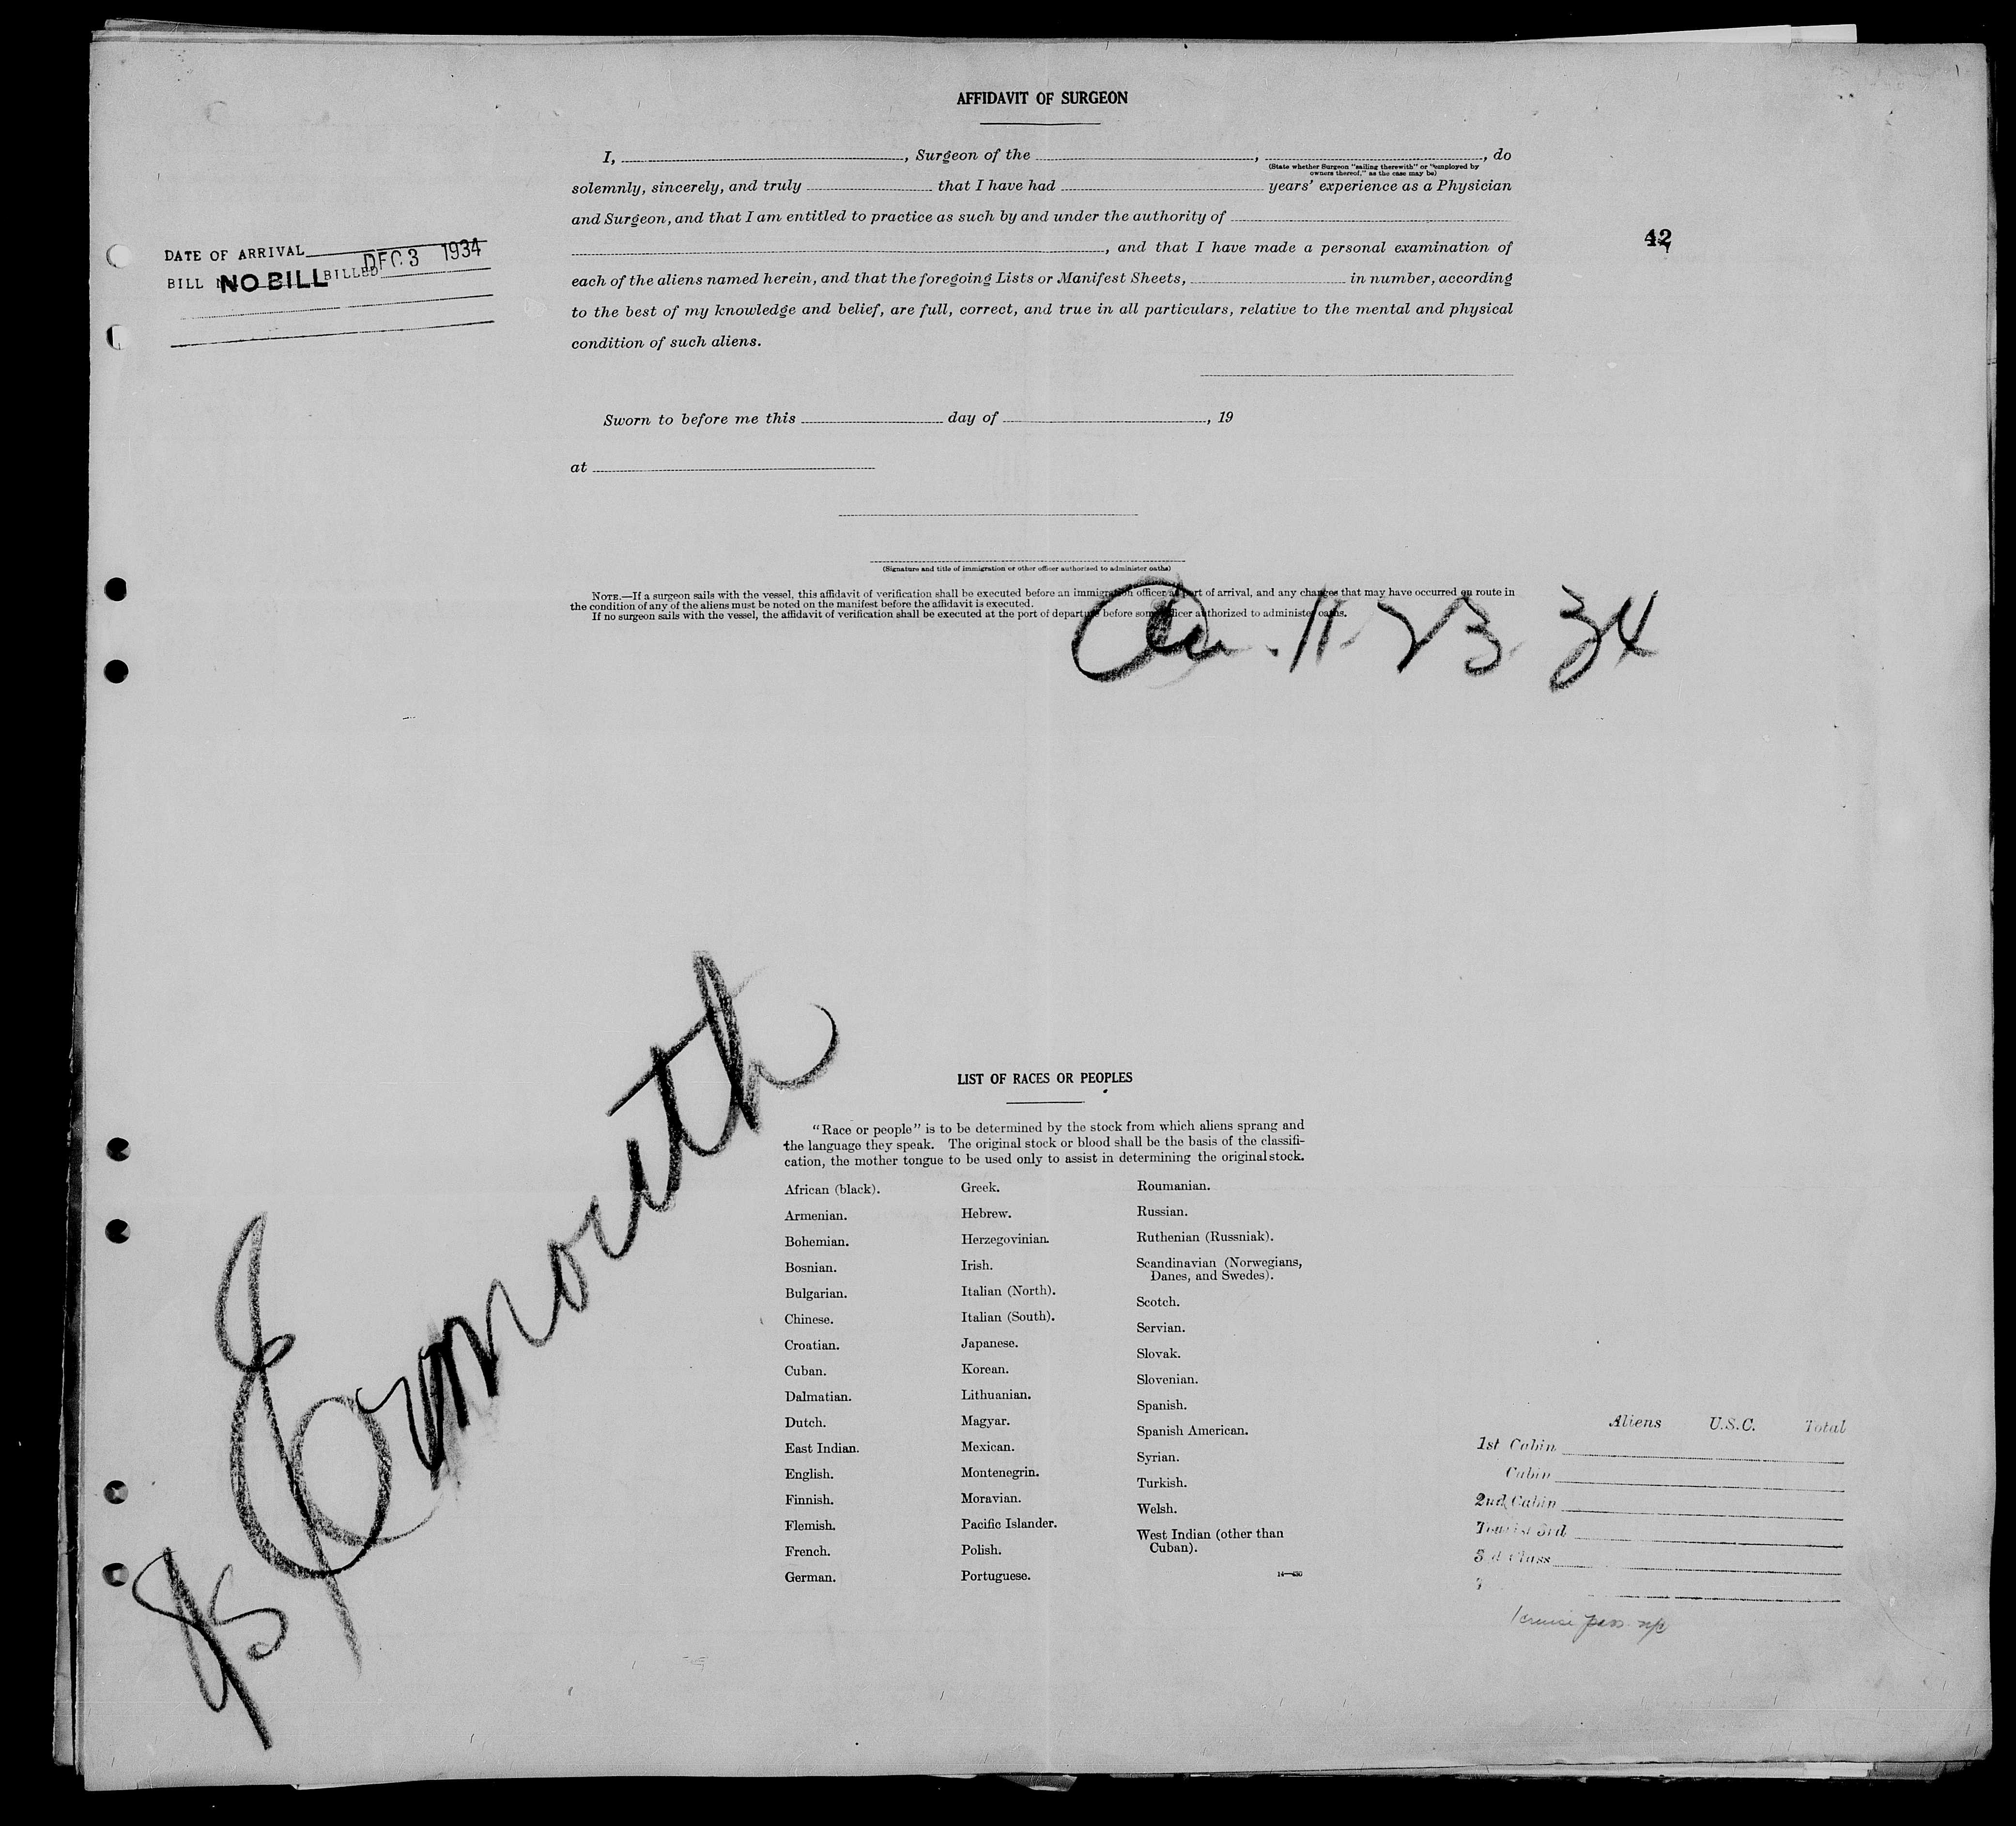 AFFIDAVIT OF SURGEON
I, , Surgeon of the , , do
(State whether Surgeon "sailing therewith" or "employed by
owners thereof," as the case may be)
solemnly, sincerely, and truly that I have had years' experience as a Physician
and Surgeon, and that I am entitled to practice as such by and under the authority of
, and that I have made a personal examination of
each of the aliens named herein, and that the foregoing Lists or Manifest Sheets, in number, according
to the best of my knowledge and belief, are full, correct, and true in all particulars, relative to the mental and physical
condition of such aliens.
DATE OF ARRIVAL DEC 3 1934
BILL NO BILL BILLED
42
Sworn to before me this day of , 19
at
(Signature and title of immigration or other officer authorized to administer oaths)
NOTE.—If a surgeon sails with the vessel, this affidavit of verification shall be executed before an immigration officer at port of arrival, and any changes that may have occurred en route in
the condition of any of the aliens must be noted on the manifest before the affidavit is executed.
If no surgeon sails with the vessel, the affidavit of verification shall be executed at the port of departure before some officer authorized to administer oaths.
11-23 34
LIST OF RACES OR PEOPLES
"Race or people" is to be determined by the stock from which aliens sprang and
the language they speak. The original stock or blood shall be the basis of the classifi-
cation, the mother tongue to be used only to assist in determining the original stock.
African (black).
Armenian.
Bohemian.
Bosnian.
Bulgarian.
Chinese.
Croatian.
Cuban.
Dalmatian.
Dutch.
East Indian.
English.
Finnish.
Flemish.
French.
German.
Greek.
Hebrew.
Herzegovinian.
Irish.
Italian (North).
Italian (South).
Japanese.
Korean.
Lithuanian.
Magyar.
Mexican.
Montenegrin.
Moravian.
Pacific Islander.
Polish.
Portuguese.
Roumanian.
Russian.
Ruthenian (Russniak).
Scandinavian (Norwegians,
Danes, and Swedes).
Scotch.
Servian.
Slovak.
Slovenian.
Spanish.
Spanish American.
Syrian.
Turkish.
Welsh.
West Indian (other than
Cuban).
14—430
Aliens U.S.C. Total
1st Cabin
Cabin
2nd Cabin
Tourist 3rd
3rd Class